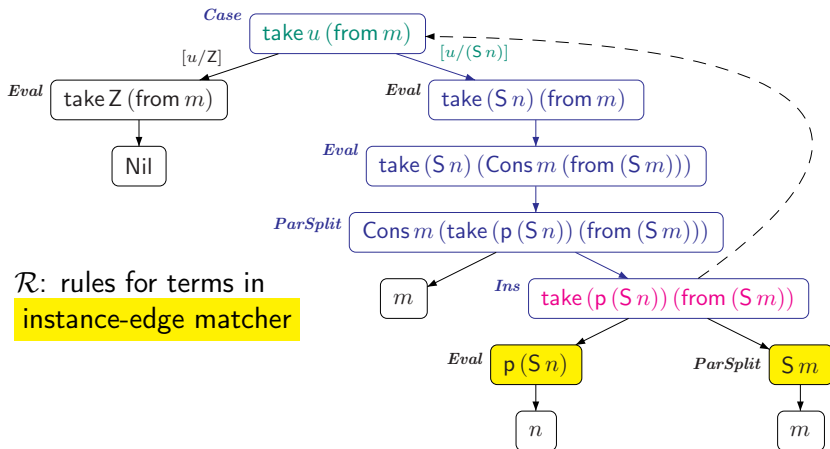 Case
take u (from m)
[u/Z]
[u/(S n)]
Eval
take Z (from m)
Eval
take (S n) (from m)
Nil
Eval
take (S n) (Cons m (from (S m)))
ParSplit
Cons m (take (p (S n)) (from (S m)))
R: rules for terms in
instance-edge matcher
m
Ins
take (p (S n)) (from (S m))
Eval
p (S n)
ParSplit
S m
n
m